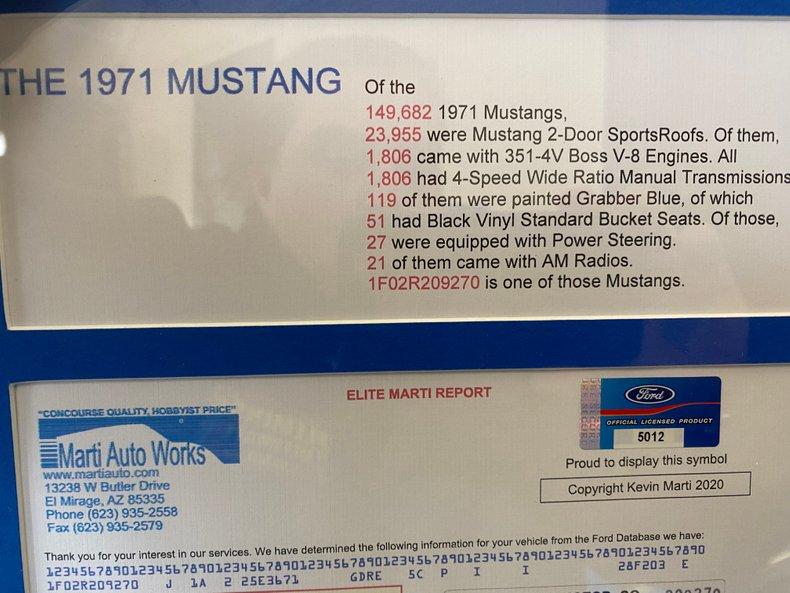 THE 1971 MUSTANG
Of the
149,682 1971 Mustangs,
23,955 were Mustang 2-Door SportsRoofs. Of them,
1,806 came with 351-4V Boss V-8 Engines. All
1,806 had 4-Speed Wide Ratio Manual Transmissions
119 of them were painted Grabber Blue, of which
51 had Black Vinyl Standard Bucket Seats. Of those,
27 were equipped with Power Steering.
21 of them came with AM Radios.
1F02R209270 is one of those Mustangs.
ELITE MARTI REPORT
"CONCOURSE QUALITY, HOBBYIST PRICE"
Marti Auto Works
www.martiauto.com
13238 W Butler Drive
El Mirage, AZ 85335
Phone (623) 935-2558
Fax (623) 935-2579
Ford
OFFICIAL LICENSED PRODUCT
5012
Proud to display this symbol
Copyright Kevin Marti 2020
Thank you for your interest in our services. We have determined the following information for your vehicle from the Ford Database we have:
12345678901234567890123456789012345678901234567890123456789012345678901234567890
1F02R209270 J 1A 2 25E3671 GDRE 5C P I I 28F203 E